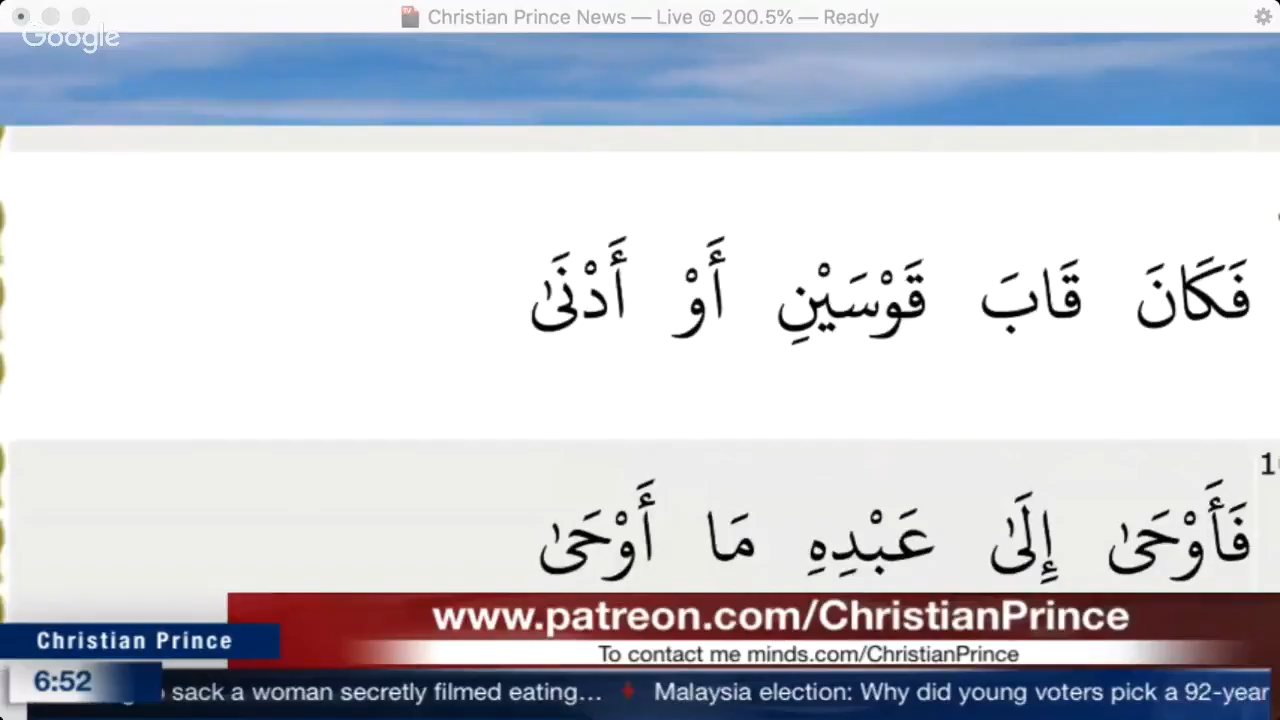 Christian Prince News — Live @ 200.5% — Ready
Google
فَكَانَ قَابَ قَوْسَيْنِ أَوْ أَدْنَىٰ
فَأَوْحَىٰ إِلَىٰ عَبْدِهِ مَا أَوْحَىٰ
www.patreon.com/ChristianPrince
Christian Prince
To contact me minds.com/ChristianPrince
6:52
sack a woman secretly filmed eating... Malaysia election: Why did young voters pick a 92-year